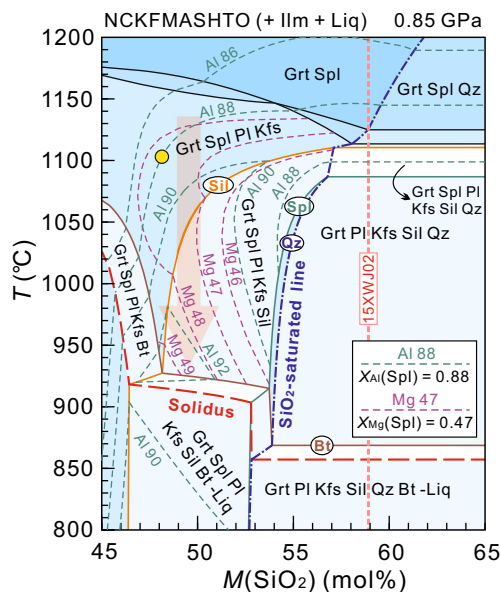 NCKFMASHTO (+ Ilm + Liq) 0.85 GPa
1200
1150
1100
1050
1000
950
900
850
800
T (°C)
Al 86
Grt Spl
Grt Spl Qz
Al 88
Grt Spl Pl Kfs
Al 90
Sil
Al 90
Al 88
Grt Spl Pl
Kfs Sil Qz
Spl
Grt Pl Kfs Sil Qz
Qz
Grt Spl Pl Kfs Bt
Mg 49
Mg 48
Mg 47
Mg 46
Grt Spl Pl Kfs Sil
SiO2-saturated line
15XWJ02
Al 92
Solidus
Al 88
XAl(Spl) = 0.88
Mg 47
XMg(Spl) = 0.47
Al 90
Grt Spl Pl
Kfs Sil Bt -Liq
Bt
Grt Pl Kfs Sil Qz Bt -Liq
45 50 55 60 65
M(SiO2) (mol%)